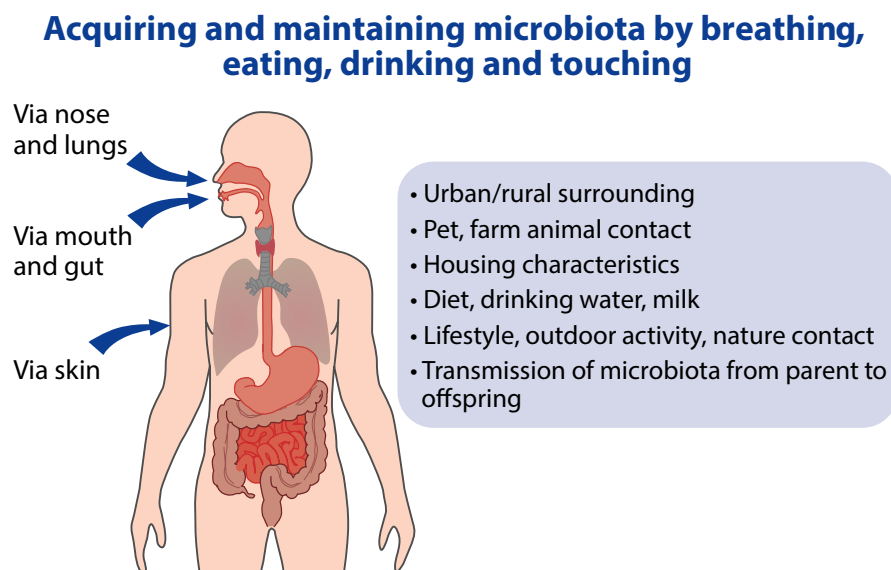 Acquiring and maintaining microbiota by breathing,
eating, drinking and touching
Via nose
and lungs
Via mouth
and gut
Via skin
• Urban/rural surrounding
• Pet, farm animal contact
• Housing characteristics
• Diet, drinking water, milk
• Lifestyle, outdoor activity, nature contact
• Transmission of microbiota from parent to
offspring